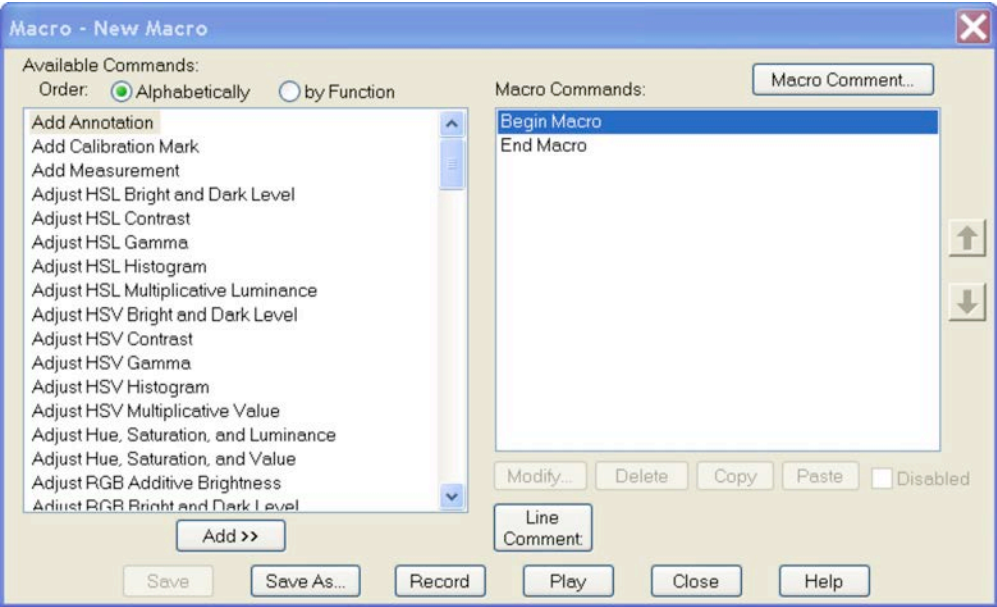 Macro - New Macro
Available Commands:
Order: Alphabetically by Function
Add Annotation
Add Calibration Mark
Add Measurement
Adjust HSL Bright and Dark Level
Adjust HSL Contrast
Adjust HSL Gamma
Adjust HSL Histogram
Adjust HSL Multiplicative Luminance
Adjust HSV Bright and Dark Level
Adjust HSV Contrast
Adjust HSV Gamma
Adjust HSV Histogram
Adjust HSV Multiplicative Value
Adjust Hue, Saturation, and Luminance
Adjust Hue, Saturation, and Value
Adjust RGB Additive Brightness
Adjust RGB Bright and Dark Level
Add >>
Macro Commands:
Macro Comment...
Begin Macro
End Macro
Modify... Delete Copy Paste Disabled
Line
Comment:
Save Save As... Record Play Close Help